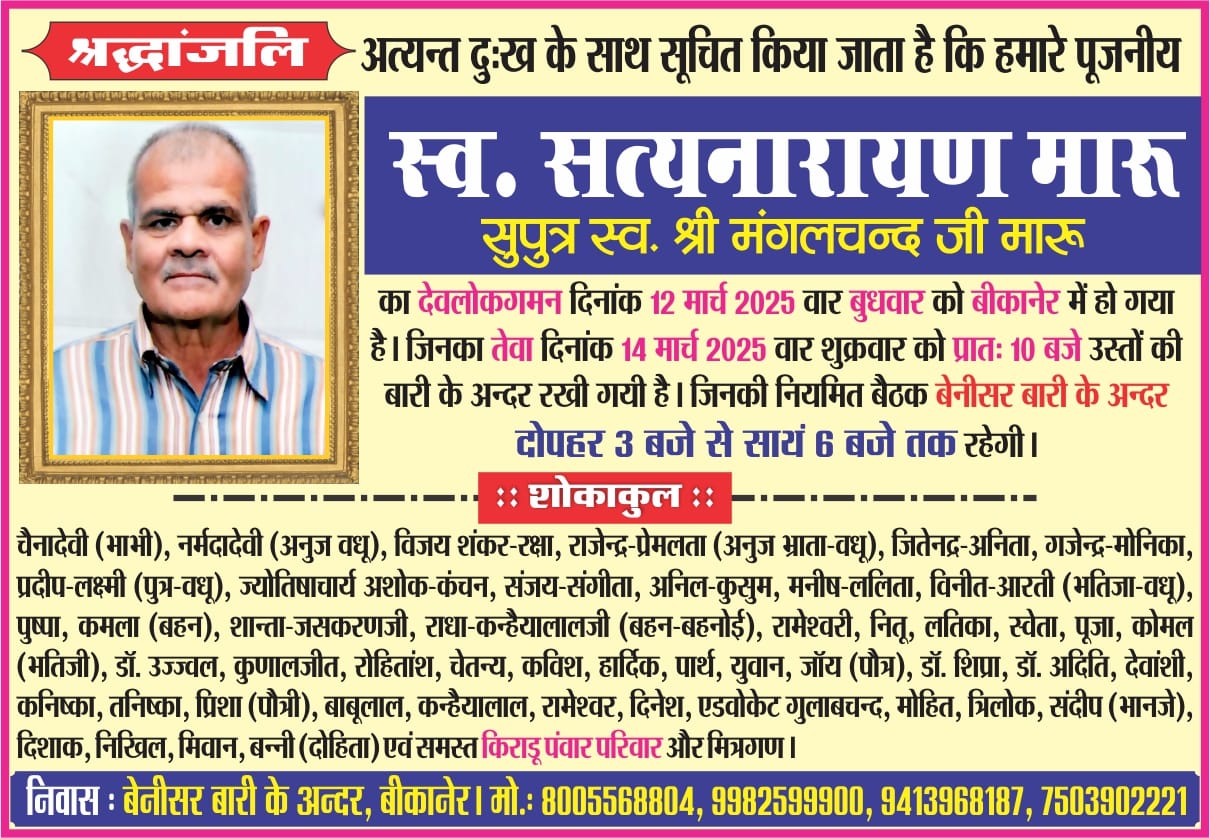 श्रद्धांजलि
अत्यन्त दुःख के साथ सूचित किया जाता है कि हमारे पूजनीय
स्व. सत्यनारायण मारू
सुपुत्र स्व. श्री मंगलचन्द जी मारू
का देवलोकगमन दिनांक 12 मार्च 2025 वार बुधवार को बीकानेर में हो गया
है। जिनका तेवा दिनांक 14 मार्च 2025 वार शुक्रवार को प्रातः 10 बजे उस्तों की
बारी के अन्दर रखी गयी है। जिनकी नियमित बैठक बेनीसर बारी के अन्दर
दोपहर 3 बजे से साथं 6 बजे तक रहेगी।
:: शोकाकुल ::
चैनादेवी (भाभी), नर्मदादेवी (अनुज वधू), विजय शंकर-रक्षा, राजेन्द्र-प्रेमलता (अनुज भ्राता-वधू), जितेनद्र-अनिता, गजेन्द्र-मोनिका,
प्रदीप-लक्ष्मी (पुत्र-वधू), ज्योतिषाचार्य अशोक-कंचन, संजय-संगीता, अनिल-कुसुम, मनीष-ललिता, विनीत-आरती (भतिजा-वधू),
पुष्पा, कमला (बहन), शान्ता-जसकरणजी, राधा-कन्हैयालालजी (बहन-बहनोई), रामेश्वरी, नितू, लतिका, स्वेता, पूजा, कोमल
(भतिजी), डॉ. उज्ज्वल, कुणालजीत, रोहितांश, चेतन्य, कविश, हार्दिक, पार्थ, युवान, जॉय (पौत्र), डॉ. शिप्रा, डॉ. अदिति, देवांशी,
कनिष्का, तनिष्का, प्रिशा (पौत्री), बाबूलाल, कन्हैयालाल, रामेश्वर, दिनेश, एडवोकेट गुलाबचन्द, मोहित, त्रिलोक, संदीप (भानजे),
दिशाक, निखिल, मिवान, बन्नी (दोहिता) एवं समस्त किराडू पंवार परिवार और मित्रगण।
निवास : बेनीसर बारी के अन्दर, बीकानेर। मो.: 8005568804, 9982599900, 9413968187, 7503902221